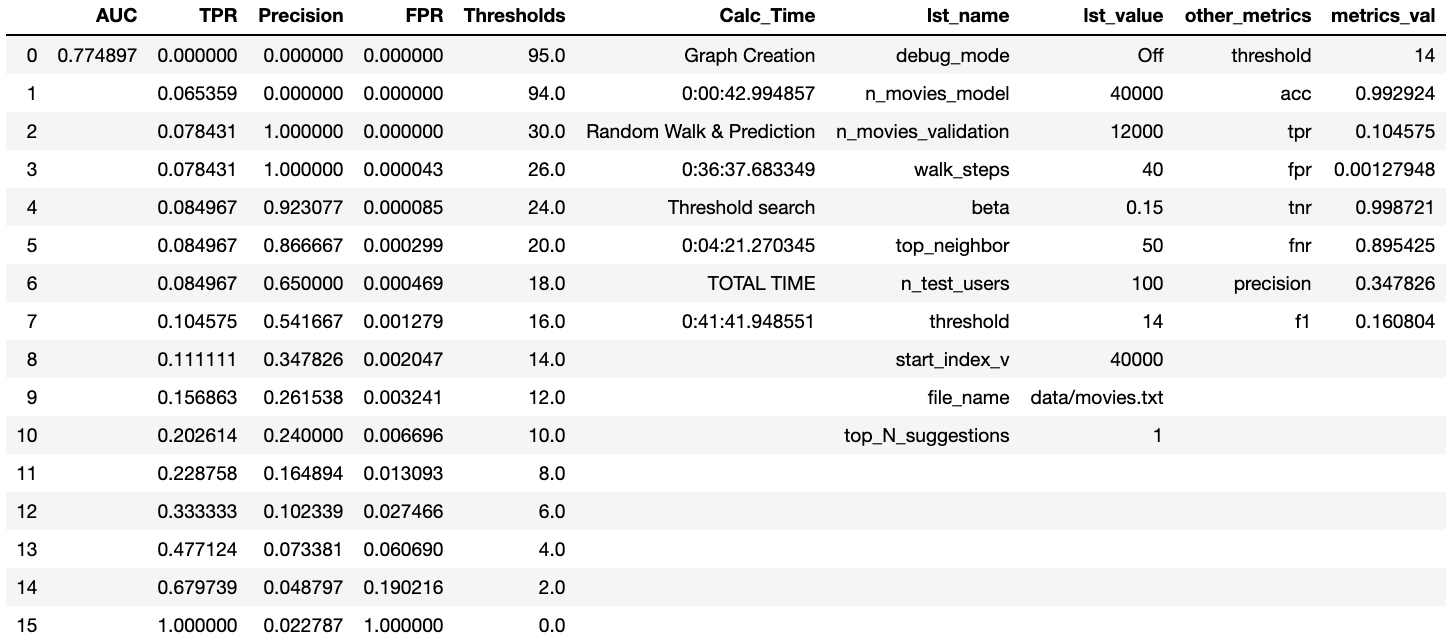 AUC TPR Precision FPR Thresholds Calc_Time lst_name lst_value other_metrics metrics_val
0 0.774897 0.000000 0.000000 0.000000 95.0 Graph Creation debug_mode Off threshold 14
1 0.065359 0.000000 0.000000 94.0 0:00:42.994857 n_movies_model 40000 acc 0.992924
2 0.078431 1.000000 0.000000 30.0 Random Walk & Prediction n_movies_validation 12000 tpr 0.104575
3 0.078431 1.000000 0.000043 26.0 0:36:37.683349 walk_steps 40 fpr 0.00127948
4 0.084967 0.923077 0.000085 24.0 Threshold search beta 0.15 tnr 0.998721
5 0.084967 0.866667 0.000299 20.0 0:04:21.270345 top_neighbor 50 fnr 0.895425
6 0.084967 0.650000 0.000469 18.0 TOTAL TIME n_test_users 100 precision 0.347826
7 0.104575 0.541667 0.001279 16.0 0:41:41.948551 threshold 14 f1 0.160804
8 0.111111 0.347826 0.002047 14.0 start_index_v 40000
9 0.156863 0.261538 0.003241 12.0 file_name data/movies.txt
10 0.202614 0.240000 0.006696 10.0 top_N_suggestions 1
11 0.228758 0.164894 0.013093 8.0
12 0.333333 0.102339 0.027466 6.0
13 0.477124 0.073381 0.060690 4.0
14 0.679739 0.048797 0.190216 2.0
15 1.000000 0.022787 1.000000 0.0